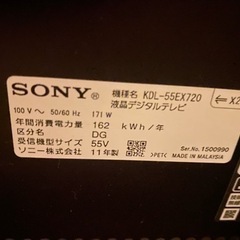 SONY
機種名 KDL-55EX720
液晶デジタルテレビ
100 V～ 50/60 Hz 171 W
年間消費電力量 162 kWh/年
区分名 DG
受信機型サイズ 55V
ソニー株式会社 11年製
Ser.No.1500990
MADE IN MALAYSIA